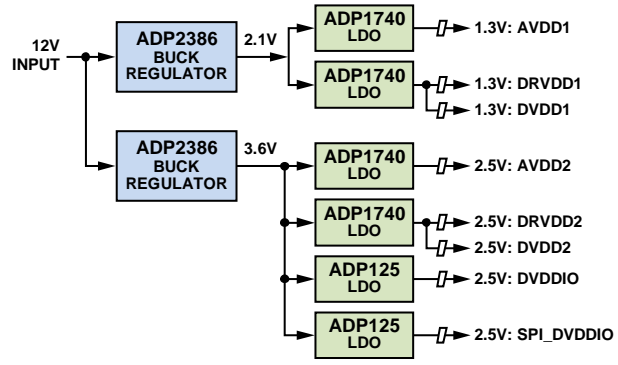 12V
INPUT
ADP2386
BUCK
REGULATOR
2.1V
ADP1740
LDO
1.3V: AVDD1
ADP1740
LDO
1.3V: DRVDD1
1.3V: DVDD1
ADP2386
BUCK
REGULATOR
3.6V
ADP1740
LDO
2.5V: AVDD2
ADP1740
LDO
2.5V: DRVDD2
2.5V: DVDD2
ADP125
LDO
2.5V: DVDDIO
ADP125
LDO
2.5V: SPI_DVDDIO